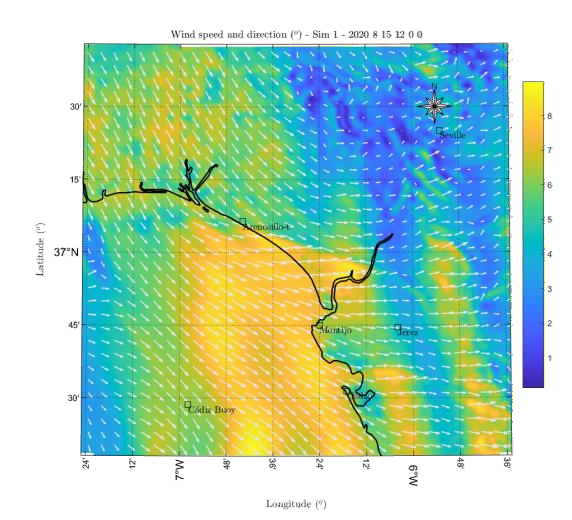 Wind speed and direction (°) - Sim 1 - 2020 8 15 12 0 0
N
30'
Seville
15'
Arenosillo-t
37°N
Latitude (°)
45'
Montijo
Jerez
30'
Cádiz Buoy
8
7
6
5
4
3
2
1
24'
12'
7°W
48'
36'
24'
12'
6°W
48'
36'
Longitude (°)